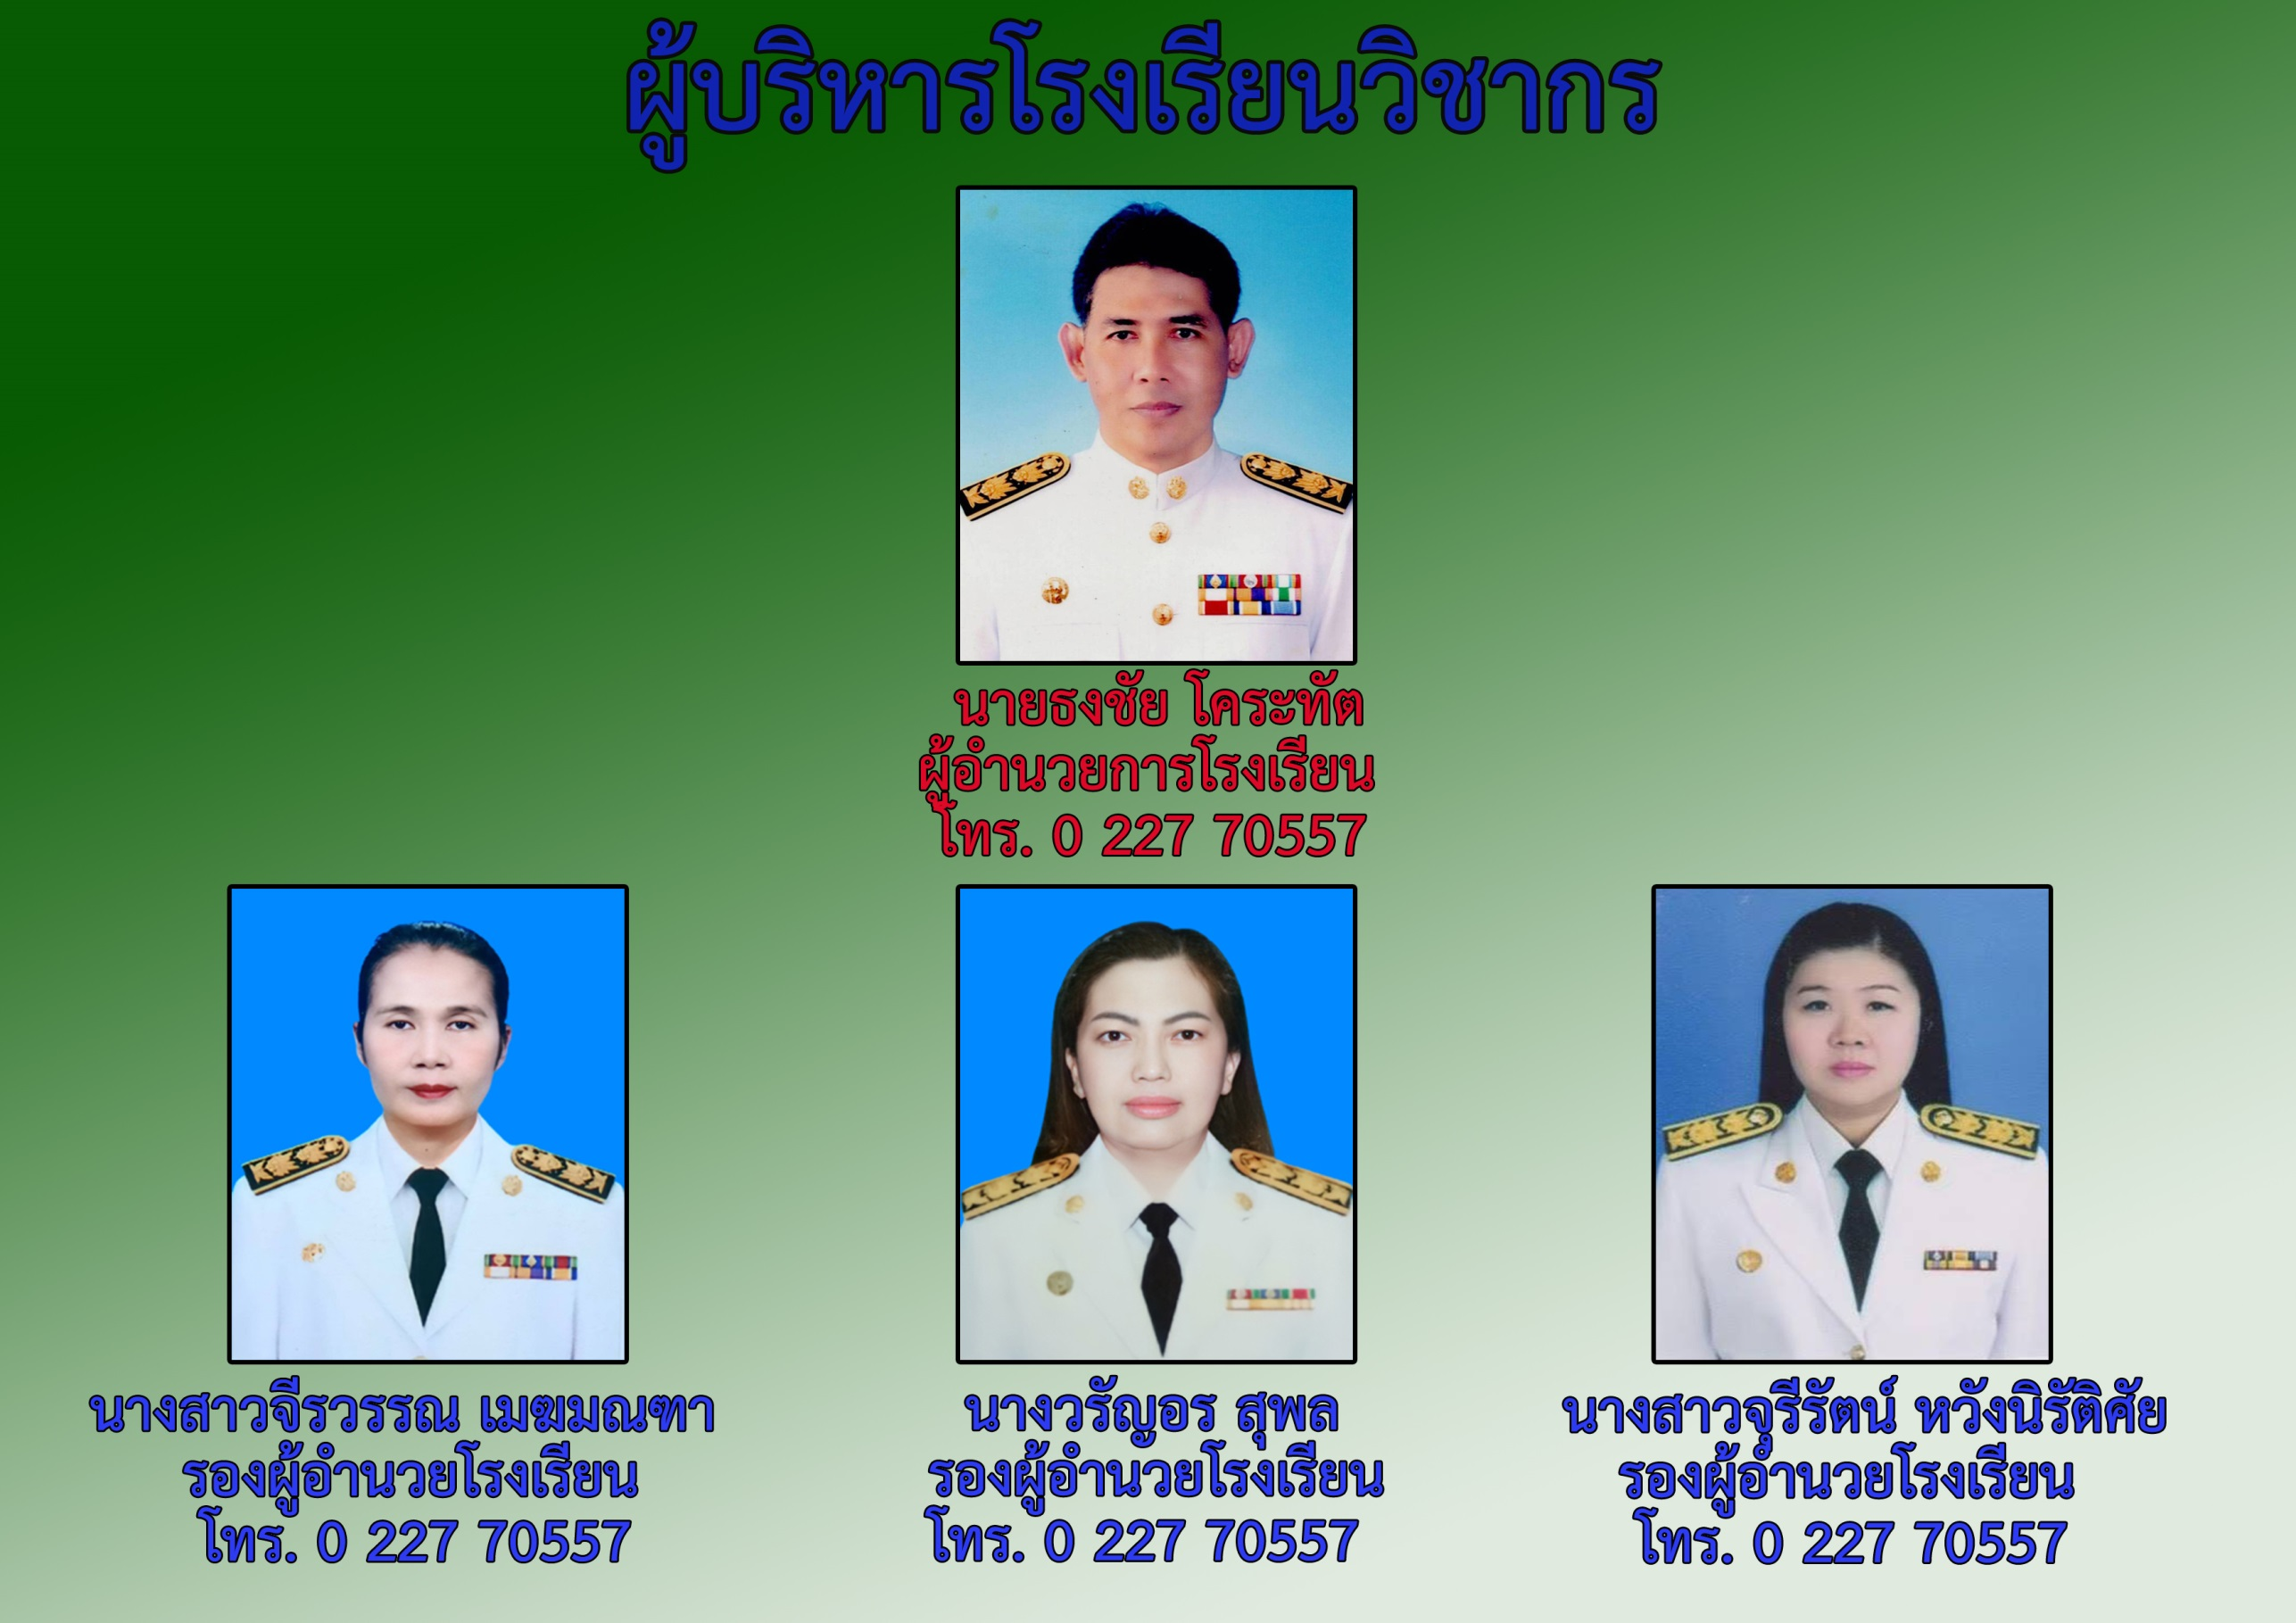 ผู้บริหารโรงเรียนวิชากร
นายธงชัย โคระทัต
ผู้อำนวยการโรงเรียน
โทร. 0 227 70557
นางสาวจีรวรรณ เมฆมณฑา
รองผู้อำนวยโรงเรียน
โทร. 0 227 70557
นางวรัญอร สุพล
รองผู้อำนวยโรงเรียน
โทร. 0 227 70557
นางสาวจุรีรัตน์ หวังนิรัติศัย
รองผู้อำนวยโรงเรียน
โทร. 0 227 70557